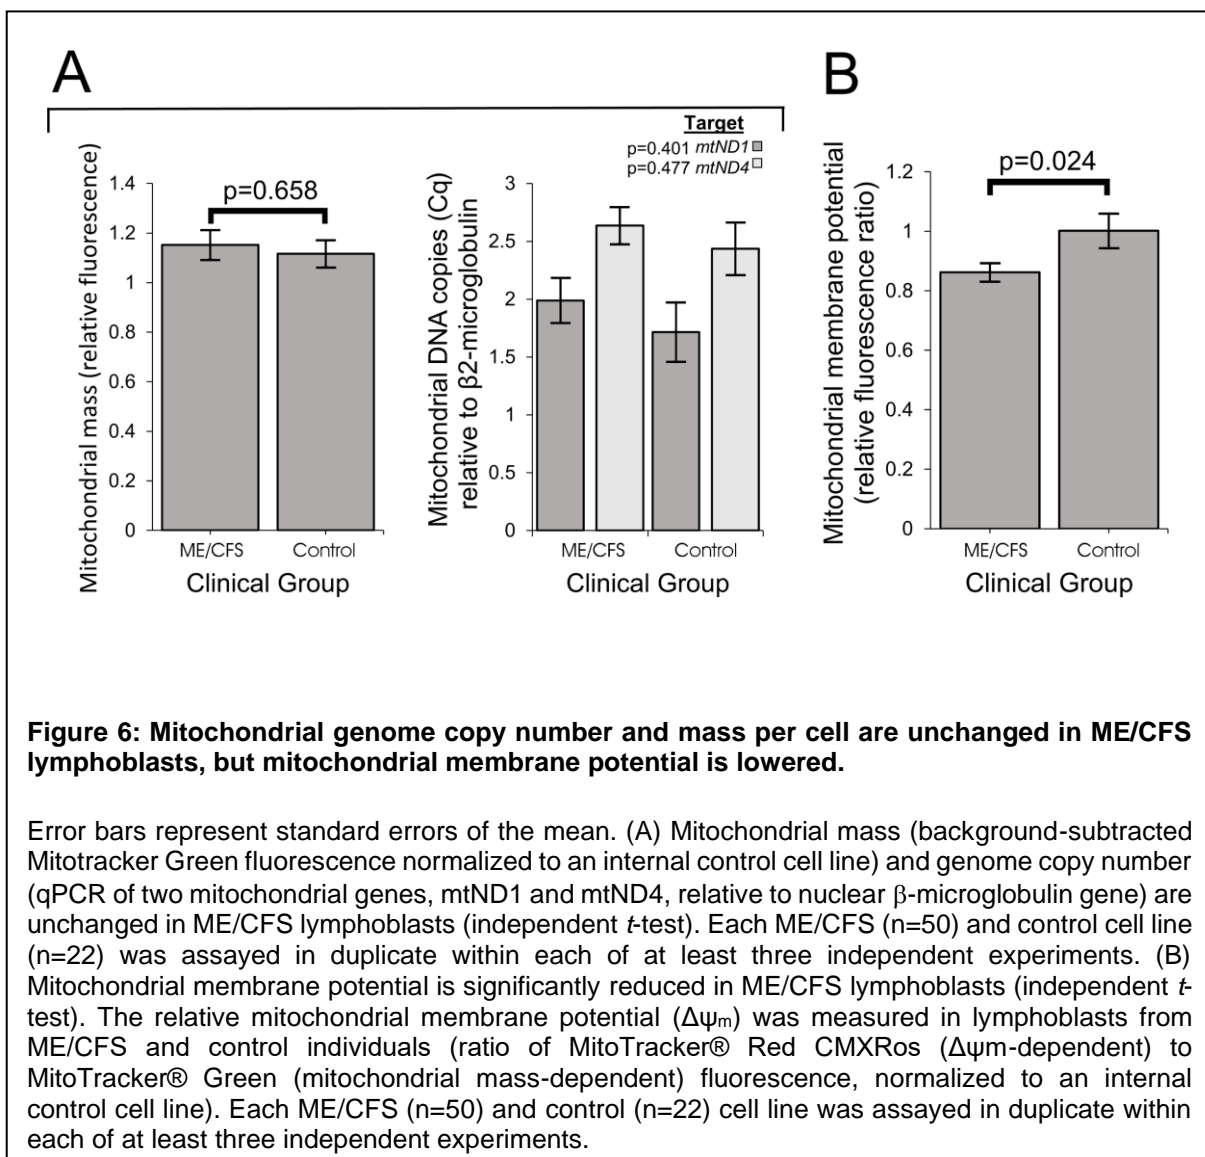 A
B
Target
p=0.401 mtND1
p=0.477 mtND4
Mitochondrial mass (relative fluorescence)
1.4
1.2
1
0.8
0.6
0.4
0.2
0
p=0.658
ME/CFS Control
Clinical Group
Mitochondrial DNA copies (Cq)
relative to β2-microglobulin
3
2.5
2
1.5
1
0.5
0
ME/CFS Control
Clinical Group
Mitochondrial membrane potential
(relative fluorescence ratio)
1.2
1
0.8
0.6
0.4
0.2
0
p=0.024
ME/CFS Control
Clinical Group
Figure 6: Mitochondrial genome copy number and mass per cell are unchanged in ME/CFS
lymphoblasts, but mitochondrial membrane potential is lowered.
Error bars represent standard errors of the mean. (A) Mitochondrial mass (background-subtracted
Mitotracker Green fluorescence normalized to an internal control cell line) and genome copy number
(qPCR of two mitochondrial genes, mtND1 and mtND4, relative to nuclear β-microglobulin gene) are
unchanged in ME/CFS lymphoblasts (independent t-test). Each ME/CFS (n=50) and control cell line
(n=22) was assayed in duplicate within each of at least three independent experiments. (B)
Mitochondrial membrane potential is significantly reduced in ME/CFS lymphoblasts (independent t-
test). The relative mitochondrial membrane potential (Δψm) was measured in lymphoblasts from
ME/CFS and control individuals (ratio of MitoTracker® Red CMXRos (Δψm-dependent) to
MitoTracker® Green (mitochondrial mass-dependent) fluorescence, normalized to an internal
control cell line). Each ME/CFS (n=50) and control (n=22) cell line was assayed in duplicate within
each of at least three independent experiments.